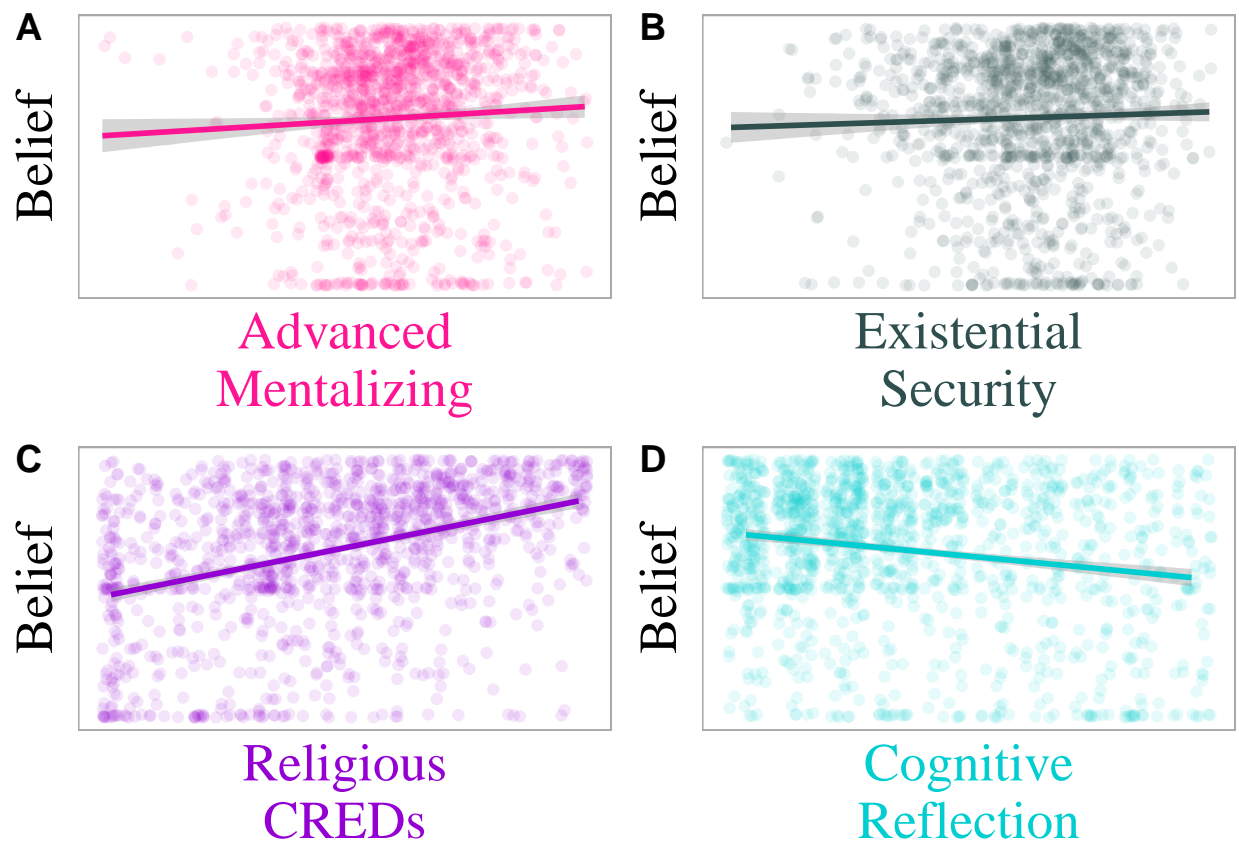 A
Belief
Advanced
Mentalizing
B
Belief
Existential
Security
C
Belief
Religious
CREDs
D
Belief
Cognitive
Reflection